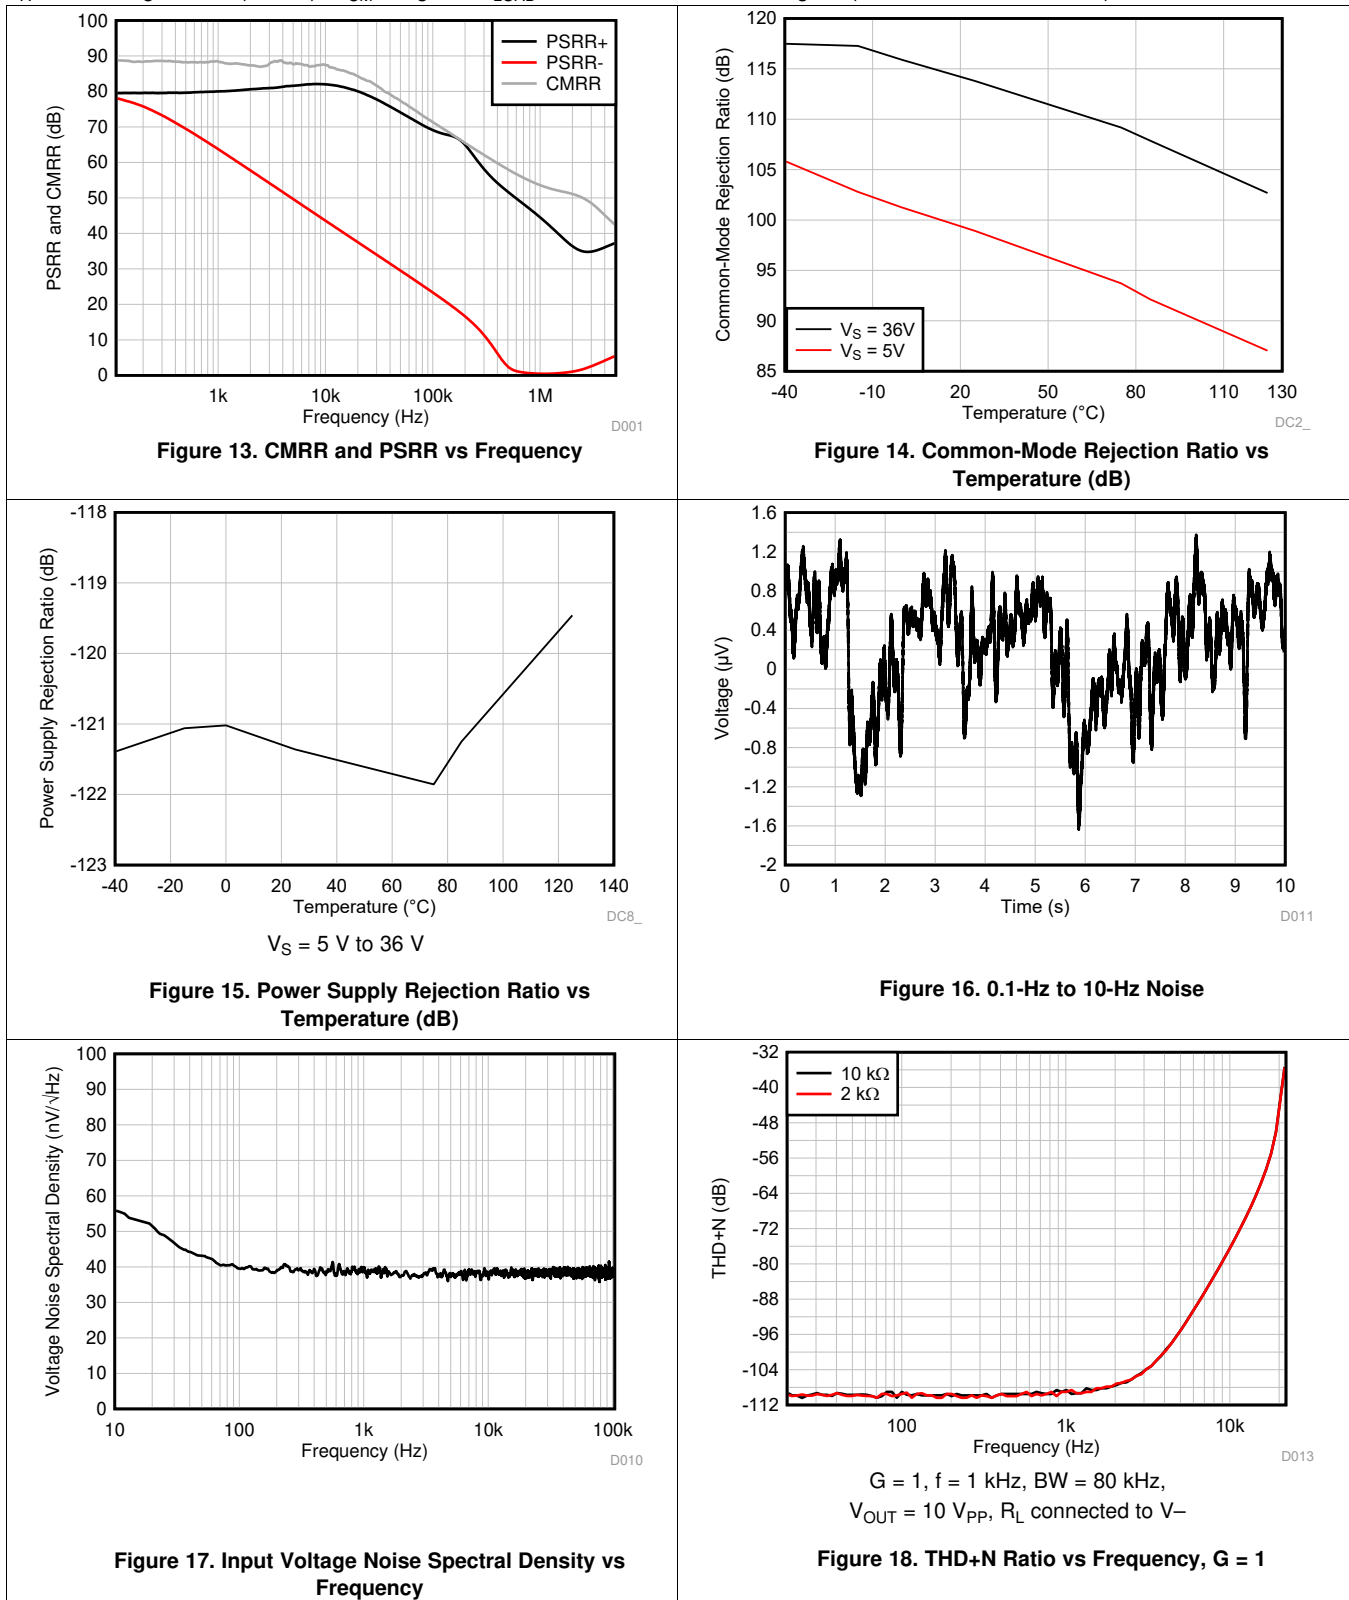 100
90
80
70
60
50
40
30
20
10
0
PSRR and CMRR (dB)
PSRR+
PSRR-
CMRR
1k 10k 100k 1M
Frequency (Hz)
D001
Figure 13. CMRR and PSRR vs Frequency
120
115
110
105
100
95
90
85
Common-Mode Rejection Ratio (dB)
VS = 36V
VS = 5V
-40 -10 20 50 80 110 130
Temperature (°C)
DC2_
Figure 14. Common-Mode Rejection Ratio vs
Temperature (dB)
-118
-119
-120
-121
-122
-123
Power Supply Rejection Ratio (dB)
-40 -20 0 20 40 60 80 100 120 140
Temperature (°C)
DC8_
VS = 5 V to 36 V
Figure 15. Power Supply Rejection Ratio vs
Temperature (dB)
1.6
1.2
0.8
0.4
0
-0.4
-0.8
-1.2
-1.6
-2
Voltage (µV)
0 1 2 3 4 5 6 7 8 9 10
Time (s)
D011
Figure 16. 0.1-Hz to 10-Hz Noise
100
90
80
70
60
50
40
30
20
10
0
Voltage Noise Spectral Density (nV/√Hz)
10 100 1k 10k 100k
Frequency (Hz)
D010
Figure 17. Input Voltage Noise Spectral Density vs
Frequency
-32
-40
-48
-56
-64
-72
-80
-88
-96
-104
-112
THD+N (dB)
10 kΩ
2 kΩ
100 1k 10k
Frequency (Hz)
D013
G = 1, f = 1 kHz, BW = 80 kHz,
VOUT = 10 VPP, RL connected to V–
Figure 18. THD+N Ratio vs Frequency, G = 1